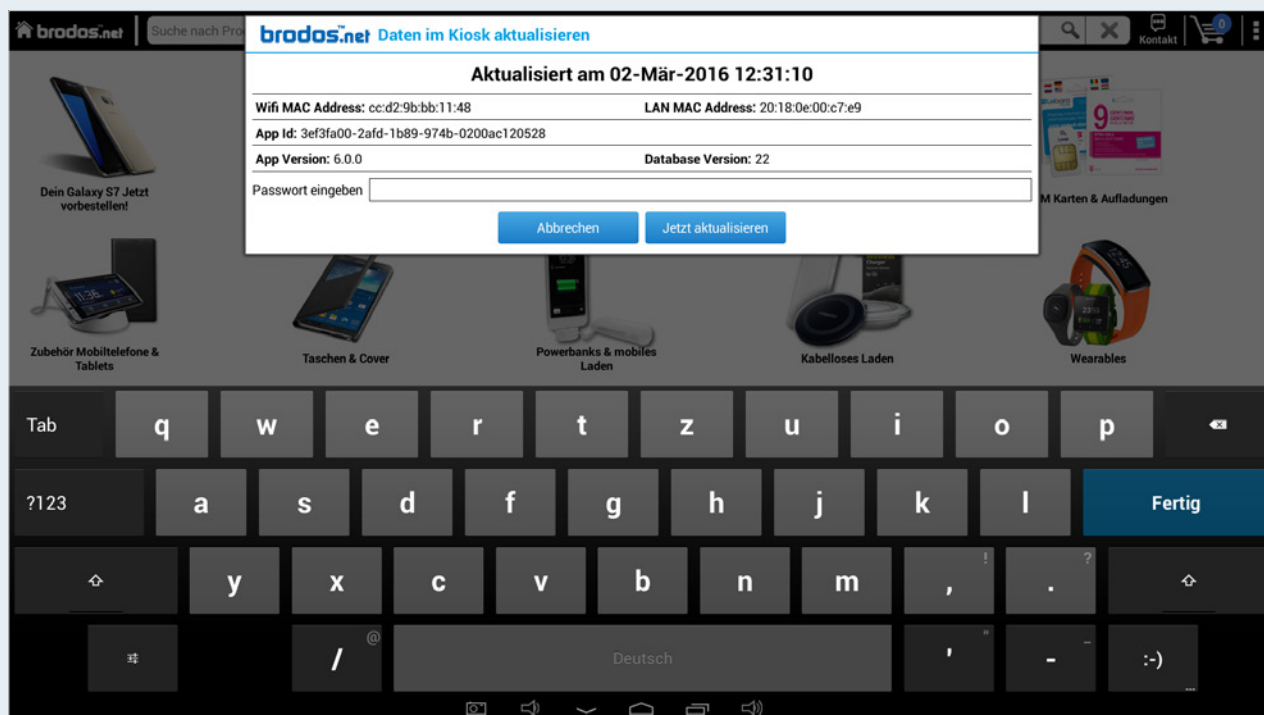 brodos.net
Suche nach Pro
brodos.net Daten im Kiosk aktualisieren
Kontakt
0
Aktualisiert am 02-Mär-2016 12:31:10
Wifi MAC Address: cc:d2:9b:bb:11:48 LAN MAC Address: 20:18:0e:00:c7:e9
App Id: 3ef3fa00-2afd-1b89-974b-0200ac120528
App Version: 6.0.0 Database Version: 22
Passwort eingeben
Abbrechen Jetzt aktualisieren
Dein Galaxy S7 Jetzt
vorbestellen!
9
M Karten & Aufladungen
Zubehör Mobiltelefone &
Tablets
Taschen & Cover
Powerbanks & mobiles
Laden
Kabelloses Laden
Wearables
Tab q w e r t z u i o p
?123 a s d f g h j k l Fertig
y x c v b n m , ! . ?
/ @ Deutsch ' " - _ :-) ...